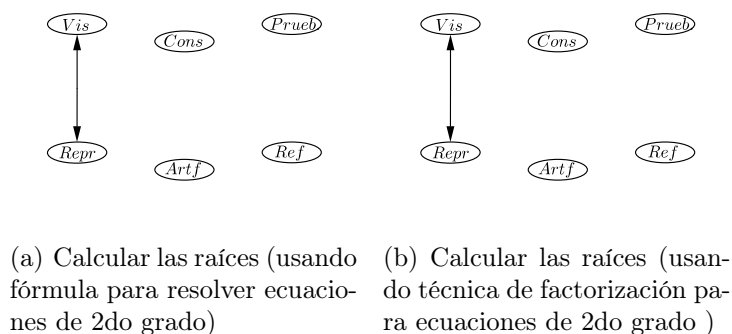 Vis
Cons
Prueb
Repr
Artf
Ref
Vis
Cons
Prueb
Repr
Artf
Ref
(a) Calcular las raíces (usando
fórmula para resolver ecuacio-
nes de 2do grado)
(b) Calcular las raíces (usan-
do técnica de factorización pa-
ra ecuaciones de 2do grado )